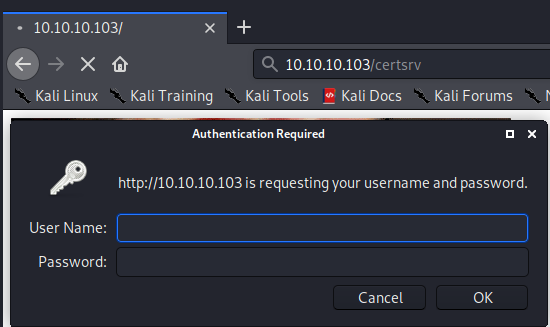 10.10.10.103/
10.10.10.103/certsrv
Kali Linux Kali Training Kali Tools Kali Docs Kali Forums
Authentication Required
http://10.10.10.103 is requesting your username and password.
User Name:
Password:
Cancel OK